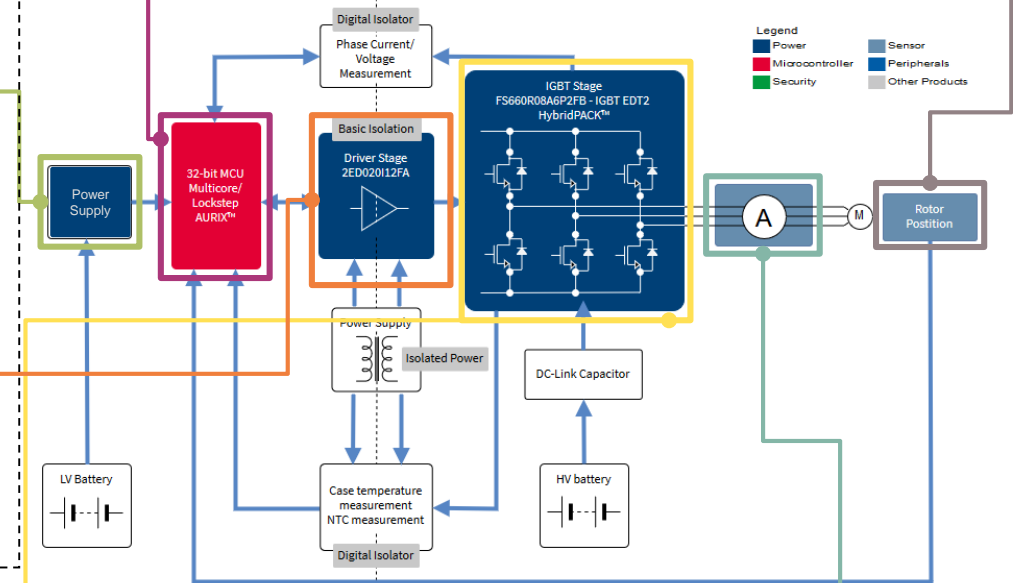 Digital Isolator
Phase Current/
Voltage
Measurement
Legend
Power
Sensor
Microcontroller
Peripherals
Security
Other Products
IGBT Stage
FS660R08A6P2FB - IGBT EDT2
HybridPACK™
Basic Isolation
Driver Stage
2ED020I12FA
32-bit MCU
Multicore/
Lockstep
AURIX™
Power
Supply
A
M
Rotor
Postition
Power Supply
Isolated Power
DC-Link Capacitor
LV Battery
HV battery
Case temperature
measurement
NTC measurement
Digital Isolator